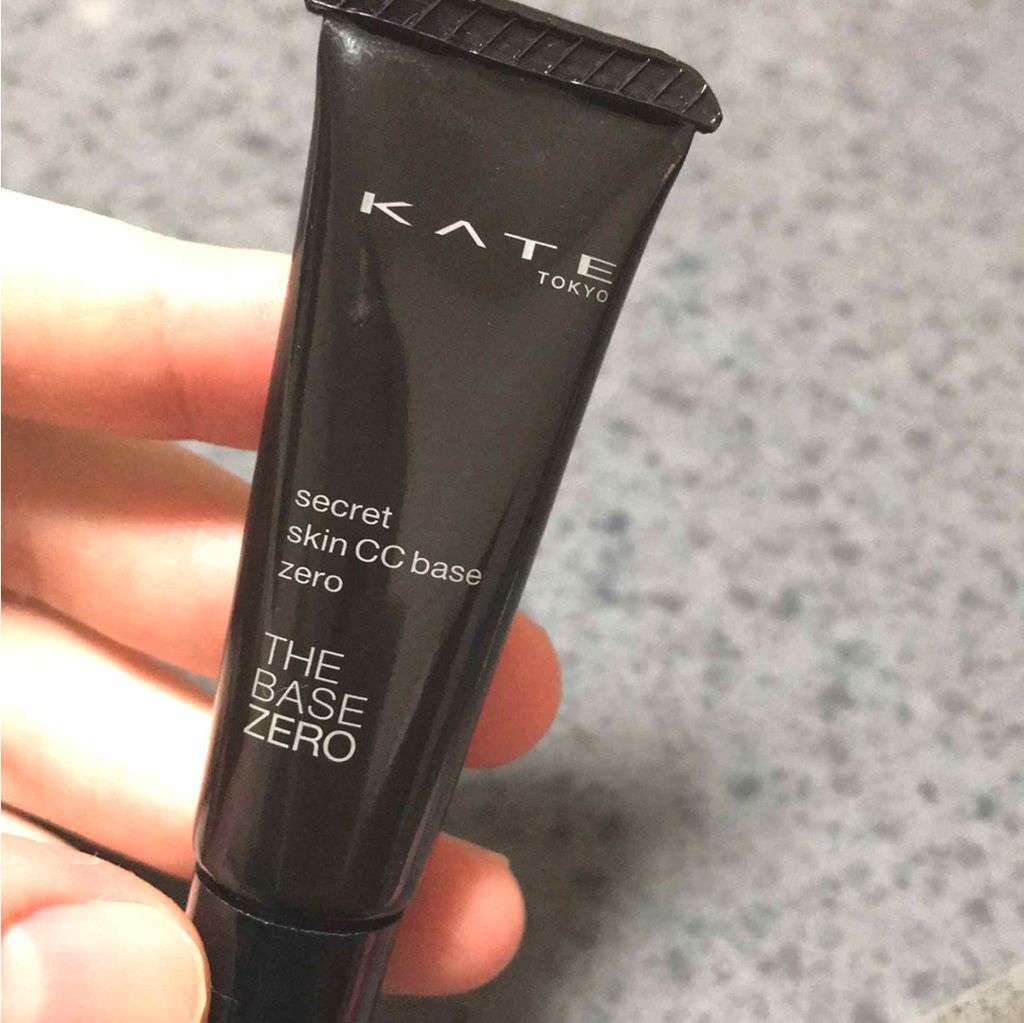 KATE
TOKYO
secret
skin CC base
zero
THE
BASE
ZERO